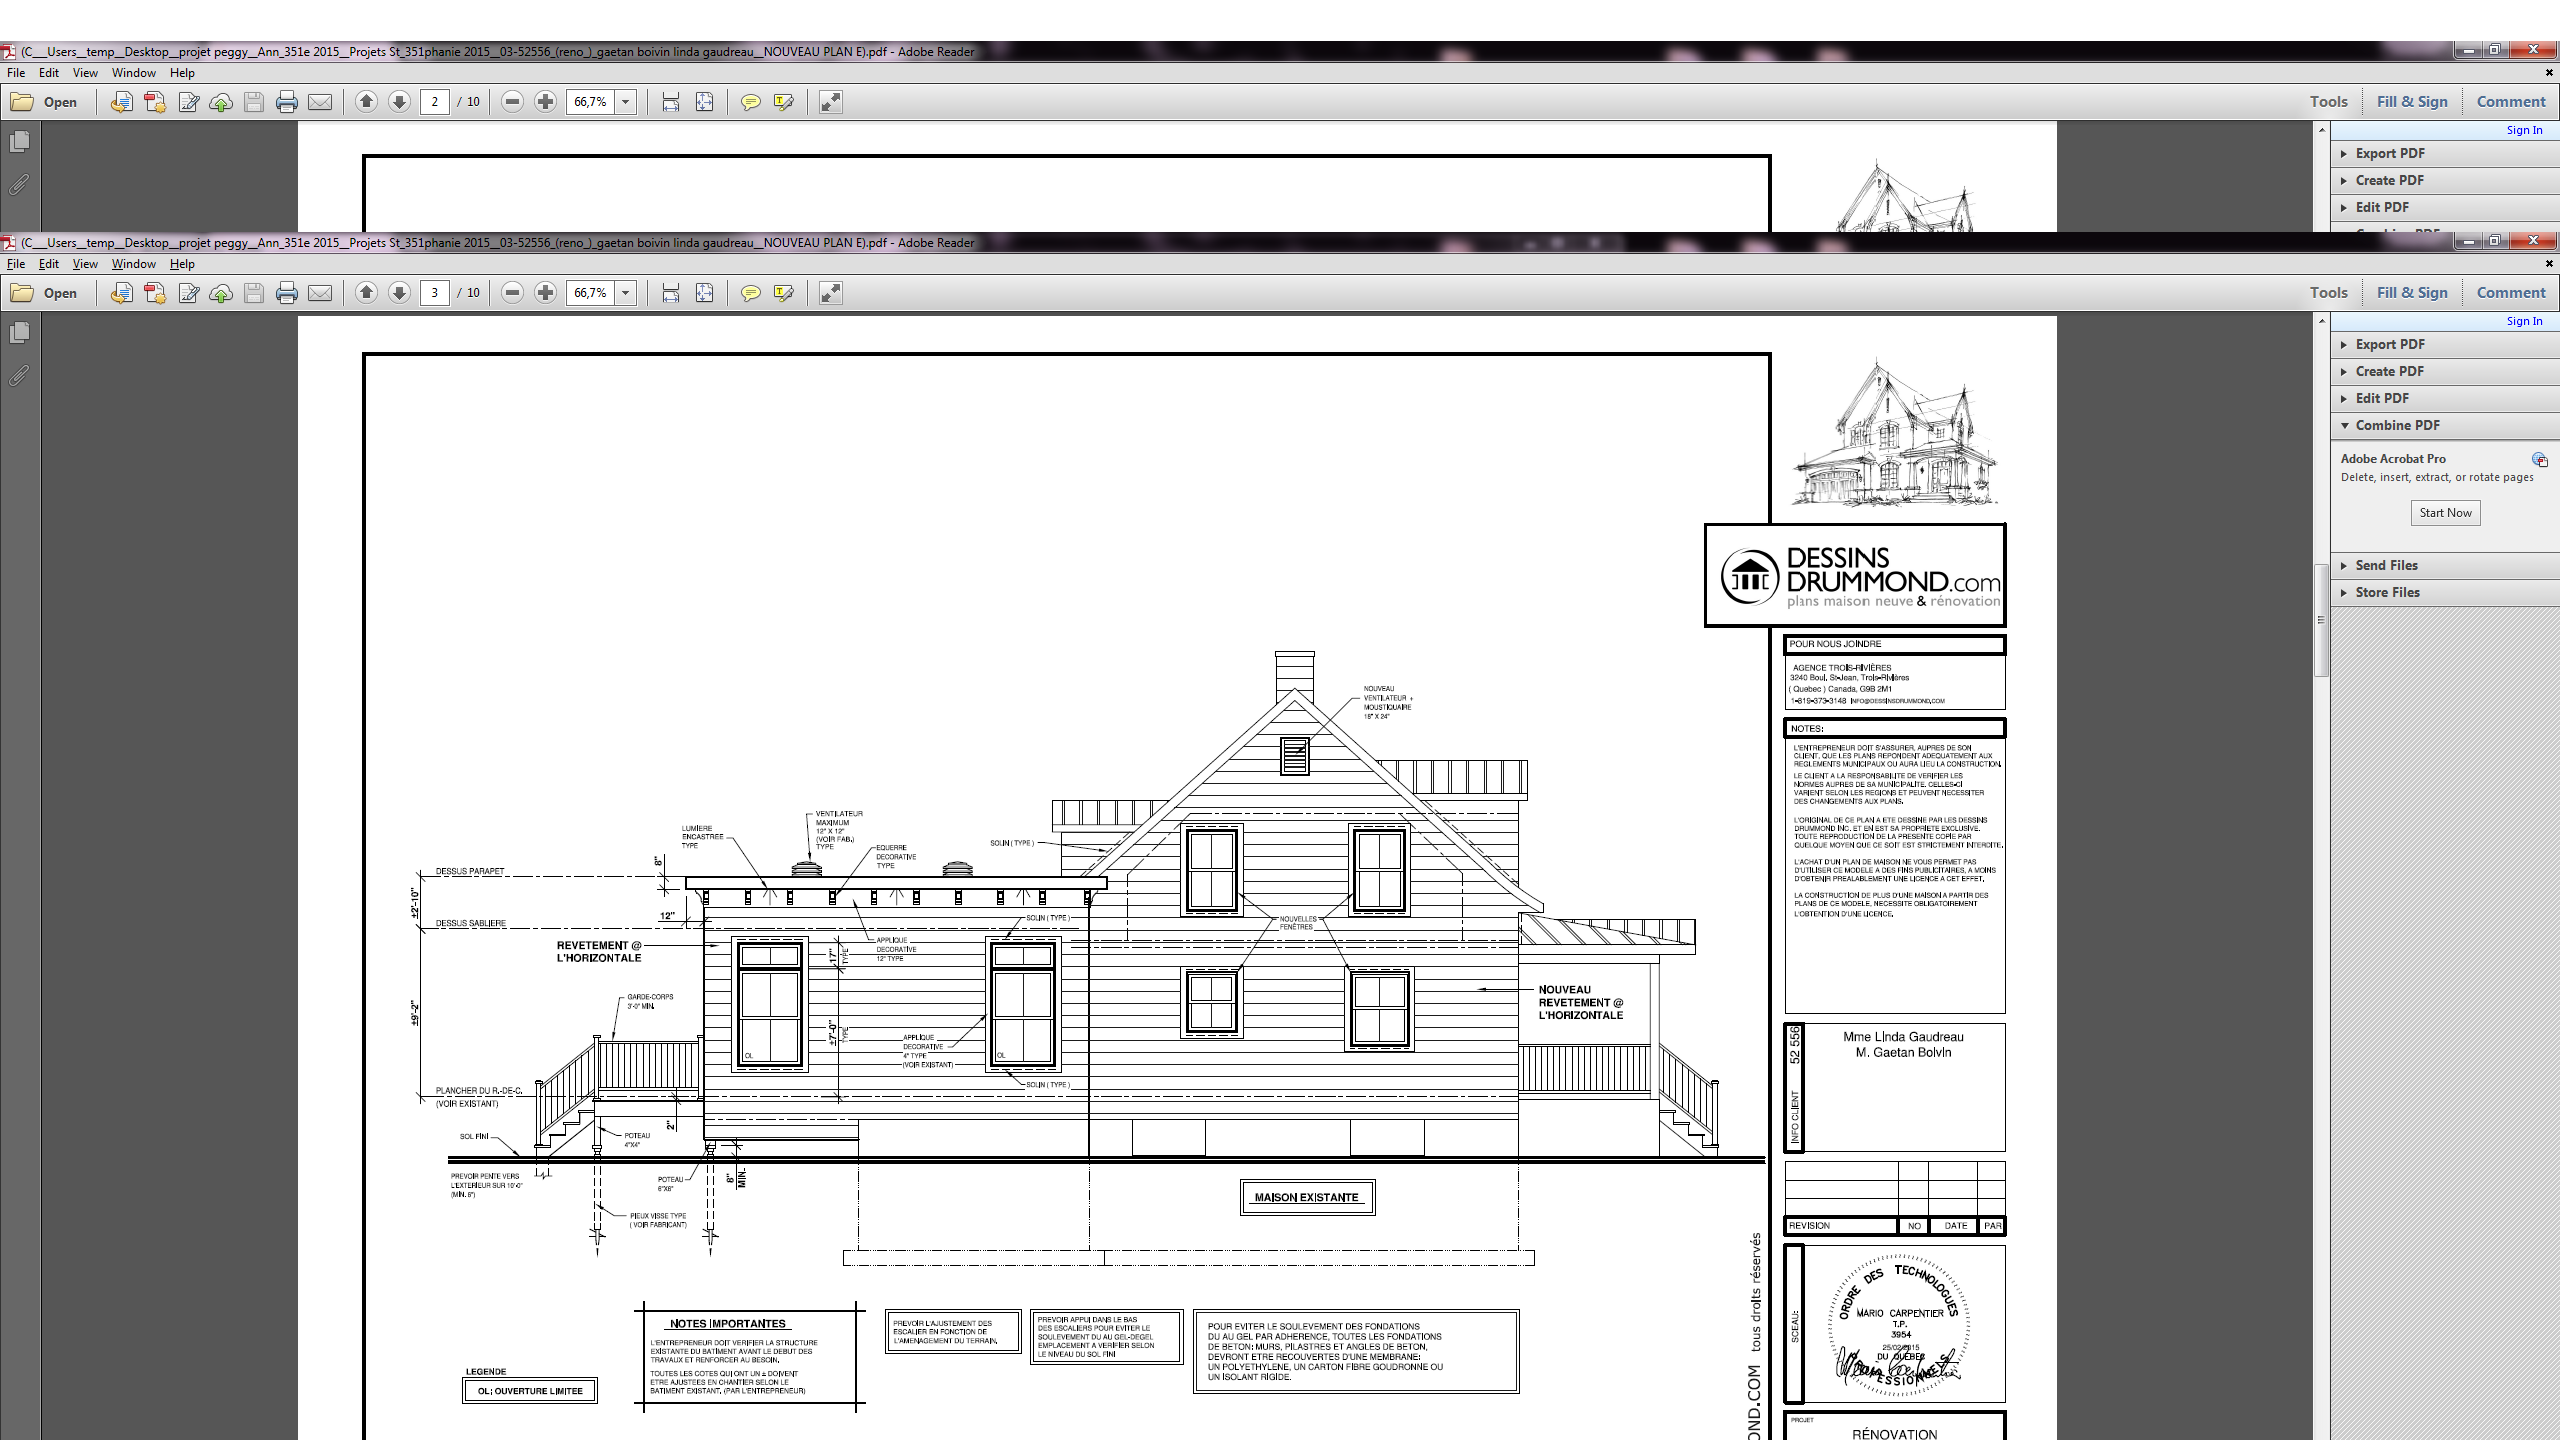 (C___Users__temp__Desktop__projet peggy__Ann_351e 2015__Projets St_351phanie 2015__03-52556_(reno_)_gaetan boivin linda gaudreau__NOUVEAU PLAN E).pdf - Adobe Reader
File Edit View Window Help
Open 2 / 10 66,7% Tools Fill & Sign Comment
Sign In
Export PDF
Create PDF
Edit PDF
(C___Users__temp__Desktop__projet peggy__Ann_351e 2015__Projets St_351phanie 2015__03-52556_(reno_)_gaetan boivin linda gaudreau__NOUVEAU PLAN E).pdf - Adobe Reader
File Edit View Window Help
Open 3 / 10 66,7% Tools Fill & Sign Comment
Sign In
Export PDF
Create PDF
Edit PDF
Combine PDF
Adobe Acrobat Pro
Delete, insert, extract, or rotate pages
Start Now
Send Files
Store Files
DESSINS
DRUMMOND.com
plans maison neuve & rénovation
POUR NOUS JOINDRE
AGENCE TROIS-RIVIÈRES
3240 Boul. St-Jean, Trois-Rivières
( Quebec ) Canada, G9B 2M1
1-819-373-3148 INFO@DESSINSDRUMMOND.COM
NOTES:
L'ENTREPRENEUR DOIT S'ASSURER, AUPRES DE SON
CLIENT, QUE LES PLANS REPONDENT ADEQUATEMENT AUX
REGLEMENTS MUNICIPAUX OU AURA LIEU LA CONSTRUCTION.
LE CLIENT A LA RESPONSABILITE DE VERIFIER LES
NORMES AUPRES DE SA MUNICIPALITE. CELLES-CI
VARIENT SELON LES REGIONS ET PEUVENT NECESSITER
DES CHANGEMENTS AUX PLANS.
L'ORIGINAL DE CE PLAN A ETE DESSINE PAR LES DESSINS
DRUMMOND INC. ET EN EST SA PROPRIETE EXCLUSIVE.
TOUTE REPRODUCTION DE LA PRESENTE COPIE PAR
QUELQUE MOYEN QUE CE SOIT EST STRICTEMENT INTERDITE.
L'ACHAT D'UN PLAN DE MAISON NE VOUS PERMET PAS
D'UTILISER CE MODELE A DES FINS PUBLICITAIRES, A MOINS
D'OBTENIR PREALABLEMENT UNE LICENCE A CET EFFET.
LA CONSTRUCTION DE PLUS D'UNE MAISON A PARTIR DES
PLANS DE CE MODELE, NECESSITE OBLIGATOIREMENT
L'OBTENTION D'UNE LICENCE.
INFO CLIENT 52 556
Mme Linda Gaudreau
M. Gaetan Boivin
REVISION NO DATE PAR
SCEAU:
ORDRE DES TECHNOLOGUES
MARIO CARPENTIER
T.P.
3954
25/02/2015
DU QUÉBEC
PROFESSIONNELS
PROJET
RÉNOVATION
OND.COM tous droits réservés
NOUVEAU
VENTILATEUR +
MOUSTIQUAIRE
18" X 24"
VENTILATEUR
MAXIMUM
12" X 12"
(VOIR FAB.)
TYPE
LUMIERE
ENCASTREE
TYPE
EQUERRE
DECORATIVE
TYPE
SOLIN ( TYPE )
8"
DESSUS PARAPET
±2'-10"
12"
DESSUS SABLIERE
SOLIN ( TYPE )
NOUVELLES
FENÊTRES
REVETEMENT @
L'HORIZONTALE
APPLIQUE
DECORATIVE
12" TYPE
17"
TYPE
NOUVEAU
REVETEMENT @
L'HORIZONTALE
GARDE-CORPS
3'-0" MIN.
±9'-2"
±7'-0"
TYPE
APPLIQUE
DECORATIVE
4" TYPE
(VOIR EXISTANT)
OL
OL
SOLIN ( TYPE )
PLANCHER DU R.-DE-C.
(VOIR EXISTANT)
2"
SOL FINI
POTEAU
4"X4"
PREVOIR PENTE VERS
L'EXTERIEUR SUR 10'-0"
(MIN. 6")
POTEAU
6"X6"
8"
MIN.
PIEUX VISSE TYPE
( VOIR FABRICANT)
MAISON EXISTANTE
LEGENDE
OL: OUVERTURE LIMITEE
NOTES IMPORTANTES
L'ENTREPRENEUR DOIT VERIFIER LA STRUCTURE
EXISTANTE DU BATIMENT AVANT LE DEBUT DES
TRAVAUX ET RENFORCER AU BESOIN.
TOUTES LES COTES QUI ONT UN ± DOIVENT
ETRE AJUSTEES EN CHANTIER SELON LE
BATIMENT EXISTANT. (PAR L'ENTREPRENEUR)
PREVOIR L'AJUSTEMENT DES
ESCALIER EN FONCTION DE
L'AMENAGEMENT DU TERRAIN.
PREVOIR APPUI DANS LE BAS
DES ESCALIERS POUR EVITER LE
SOULEVEMENT DU AU GEL-DEGEL
EMPLACEMENT A VERIFIER SELON
LE NIVEAU DU SOL FINI
POUR EVITER LE SOULEVEMENT DES FONDATIONS
DU AU GEL PAR ADHERENCE, TOUTES LES FONDATIONS
DE BETON: MURS, PILASTRES ET ANGLES DE BETON,
DEVRONT ETRE RECOUVERTES D'UNE MEMBRANE:
UN POLYETHYLENE, UN CARTON FIBRE GOUDRONNE OU
UN ISOLANT RIGIDE.